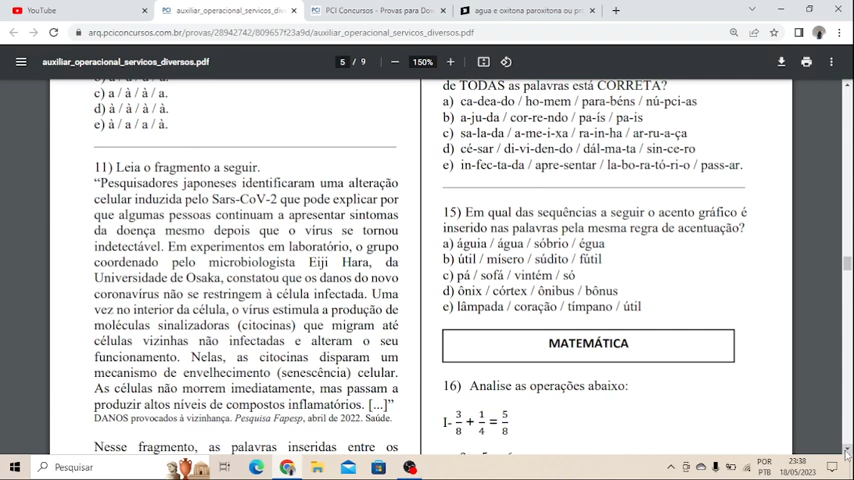 YouTube
auxiliar_operacional_servicos_div
PCI Concursos - Provas para Dow
agua e oxitona paroxitona ou pr
arq.pciconcursos.com.br/provas/28942742/809657f23a9d/auxiliar_operacional_servicos_diversos.pdf
auxiliar_operacional_servicos_diversos.pdf
5 / 9
150%
c) a / à / à / a.
d) à / à / a / à.
e) à / a / a / à.
11) Leia o fragmento a seguir.
“Pesquisadores japoneses identificaram uma alteração
celular induzida pelo Sars-CoV-2 que pode explicar por
que algumas pessoas continuam a apresentar sintomas
da doença mesmo depois que o vírus se tornou
indetectável. Em experimentos em laboratório, o grupo
coordenado pelo microbiologista Eiji Hara, da
Universidade de Osaka, constatou que os danos do novo
coronavírus não se restringem à célula infectada. Uma
vez no interior da célula, o vírus estimula a produção de
moléculas sinalizadoras (citocinas) que migram até
células vizinhas não infectadas e alteram o seu
funcionamento. Nelas, as citocinas disparam um
mecanismo de envelhecimento (senescência) celular.
As células não morrem imediatamente, mas passam a
produzir altos níveis de compostos inflamatórios. [...]”
DANOS provocados à vizinhança. Pesquisa Fapesp, abril de 2022. Saúde.
Nesse fragmento, as palavras inseridas entre os
de TODAS as palavras está CORRETA?
a) ca-dea-do / ho-mem / para-béns / nú-pci-as
b) a-ju-da / cor-re-ndo / pa-ís / pa-is
c) sa-la-da / a-me-i-xa / ra-in-ha / ar-ru-a-ça
d) cé-sar / di-vi-den-do / dál-ma-ta / sin-ce-ro
e) in-fec-ta-da / apre-sentar / la-bo-ra-tó-ri-o / pass-ar.
15) Em qual das sequências a seguir o acento gráfico é
inserido nas palavras pela mesma regra de acentuação?
a) águia / água / sóbrio / égua
b) útil / mísero / súdito / fútil
c) pá / sofá / vintém / só
d) ônix / córtex / ônibus / bônus
e) lâmpada / coração / tímpano / útil
MATEMÁTICA
16) Analise as operações abaixo:
I- 3/8 + 1/4 = 5/8
Pesquisar
POR
PTB
23:38
18/05/2023